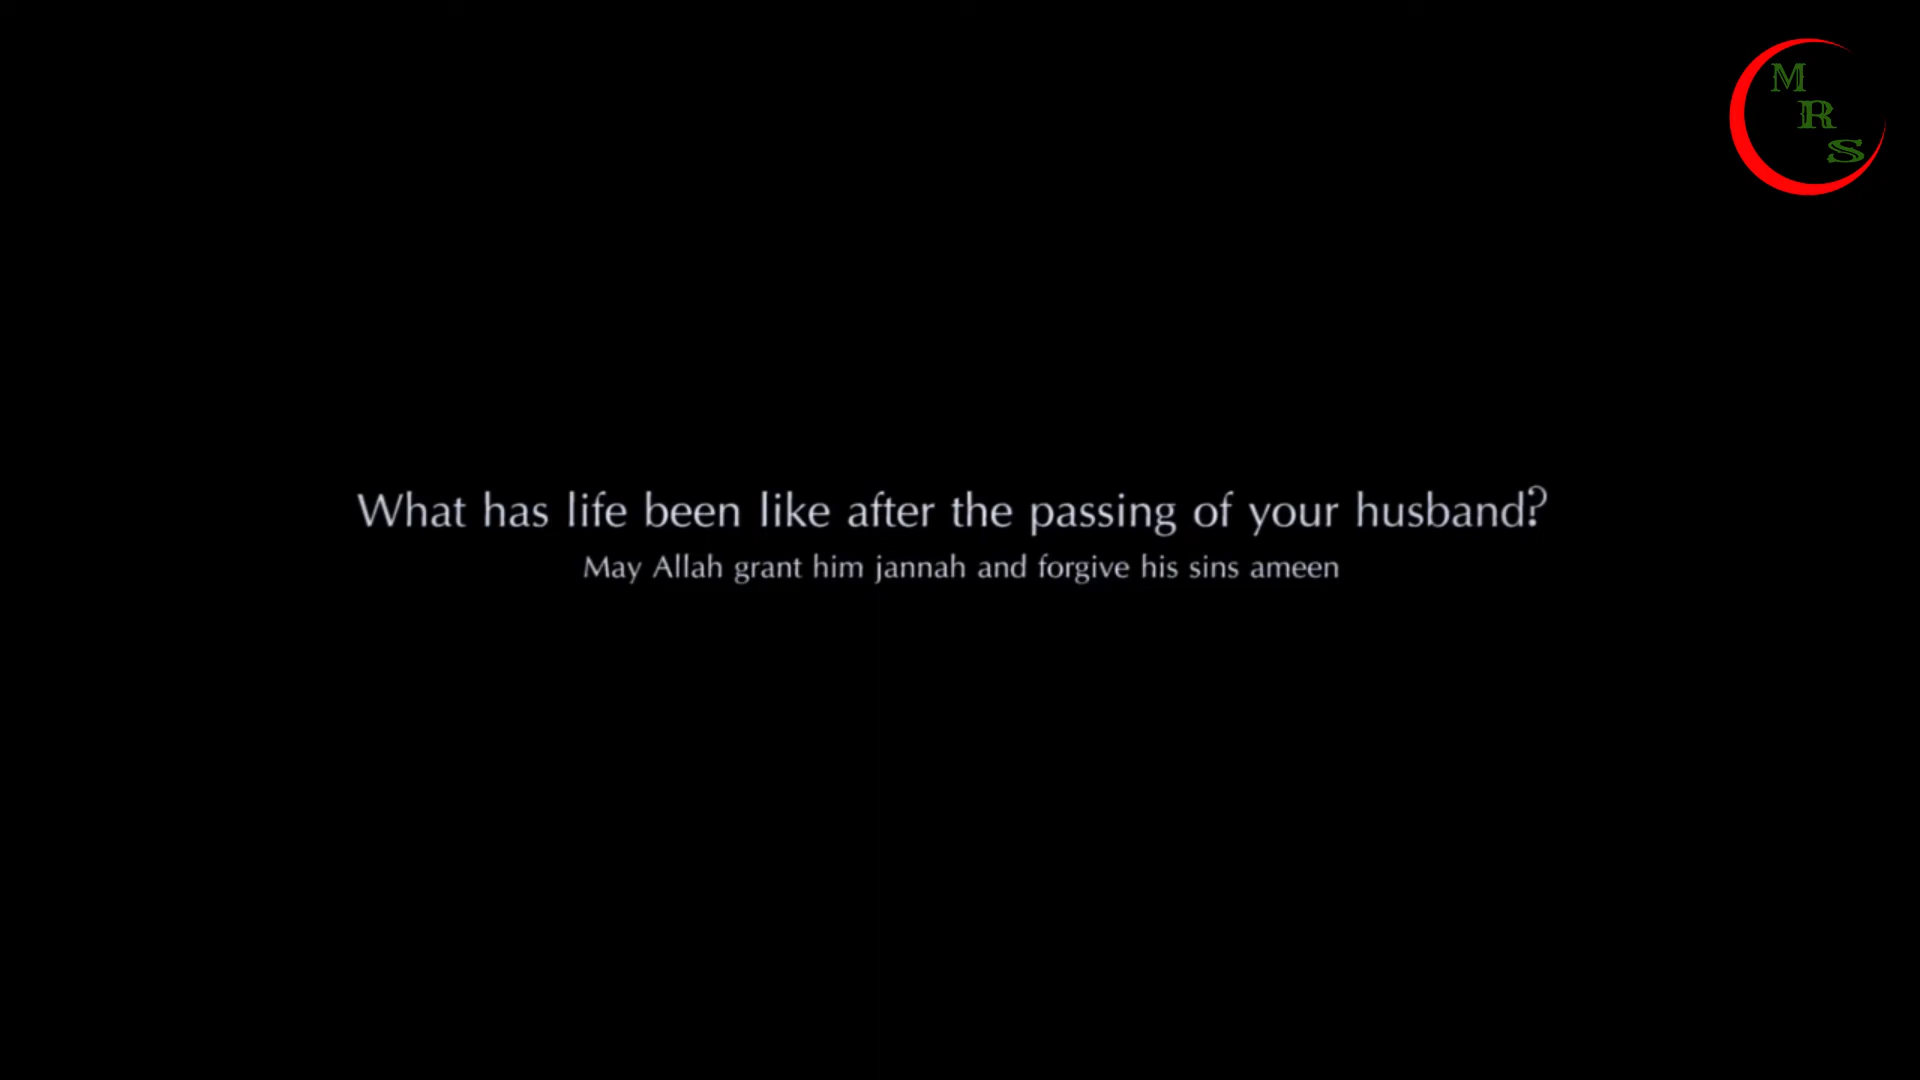 M
R
S
What has life been like after the passing of your husband?
May Allah grant him jannah and forgive his sins ameen